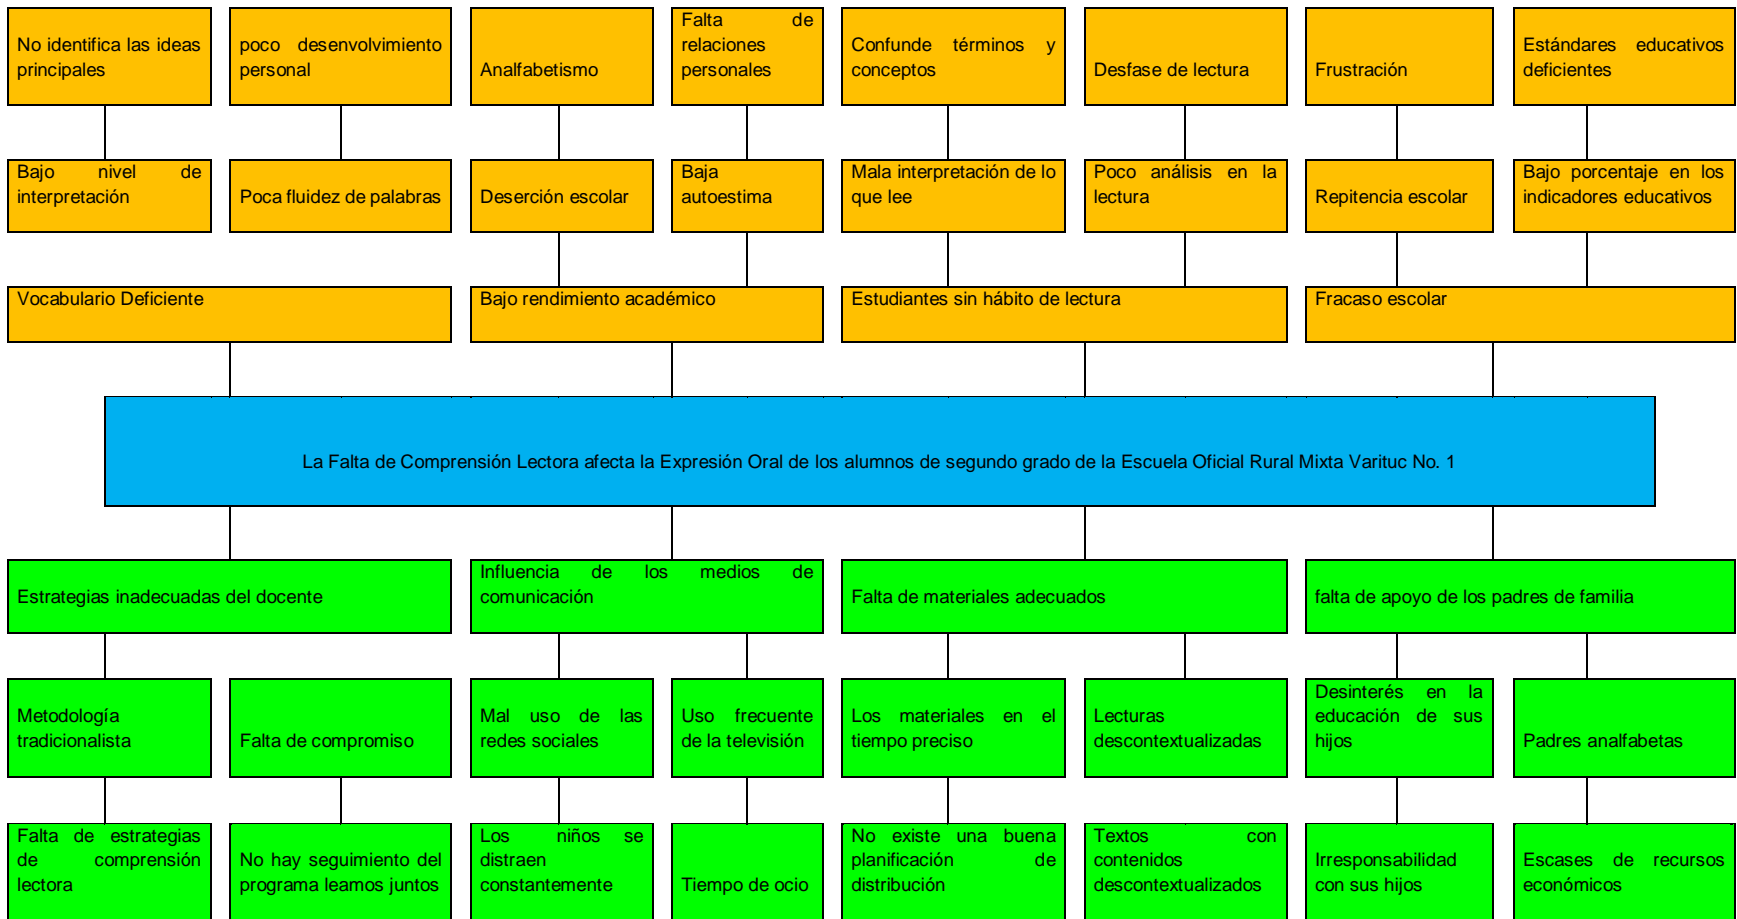 No identifica las ideas
principales
poco desenvolvimiento
personal
Analfabetismo
Falta de
relaciones
personales
Confunde términos y
conceptos
Desfase de lectura
Frustración
Estándares educativos
deficientes
Bajo nivel de
interpretación
Poca fluidez de palabras
Deserción escolar
Baja
autoestima
Mala interpretación de lo
que lee
Poco análisis en la
lectura
Repitencia escolar
Bajo porcentaje en los
indicadores educativos
Vocabulario Deficiente
Bajo rendimiento académico
Estudiantes sin hábito de lectura
Fracaso escolar
La Falta de Comprensión Lectora afecta la Expresión Oral de los alumnos de segundo grado de la Escuela Oficial Rural Mixta Varituc No. 1
Estrategias inadecuadas del docente
Influencia de los medios de
comunicación
Falta de materiales adecuados
falta de apoyo de los padres de familia
Metodología
tradicionalista
Falta de compromiso
Mal uso de las
redes sociales
Uso frecuente
de la televisión
Los materiales en el
tiempo preciso
Lecturas
descontextualizadas
Desinterés en la
educación de sus
hijos
Padres analfabetas
Falta de estrategias
de comprensión
lectora
No hay seguimiento del
programa leamos juntos
Los niños se
distraen
constantemente
Tiempo de ocio
No existe una buena
planificación de
distribución
Textos con
contenidos
descontextualizados
Irresponsabilidad
con sus hijos
Escases de recursos
económicos